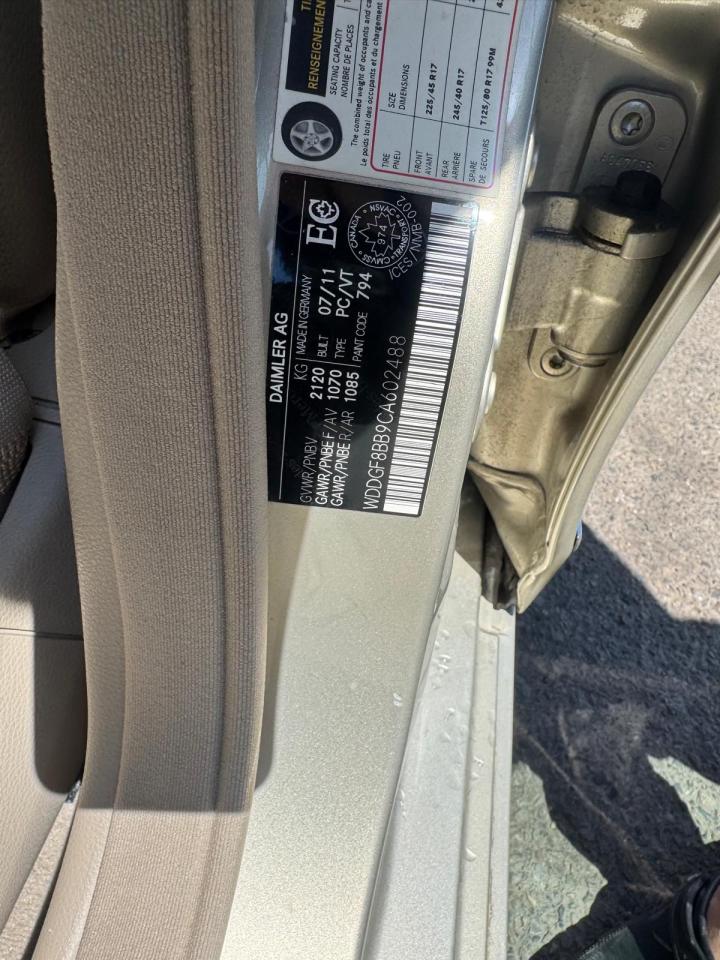 RENSEIGNEMENT
SEATING CAPACITY
NOMBRE DE PLACES
The combined weight of occupants and
Le poids total des occupants et du chargement
TIRE SIZE
PNEU DIMENSIONS
FRONT 225/45 R17
AVANT
REAR 245/40 R17
ARRIÈRE
SPARE T125/80 R17 99M
DE SECOURS
DAIMLER AG
KG MADE IN GERMANY
GVWR/PNBV 2120 BUILT 07/11
GAWR/PNBE F/AV 1070 TYPE PC/VT
GAWR/PNBE R/AR 1085 PAINT CODE 794
EC
CANADA
NSVAC
974
CMVSS
TRANSPORT
ICES/NMB-002
WDDGF8BB9CA602488